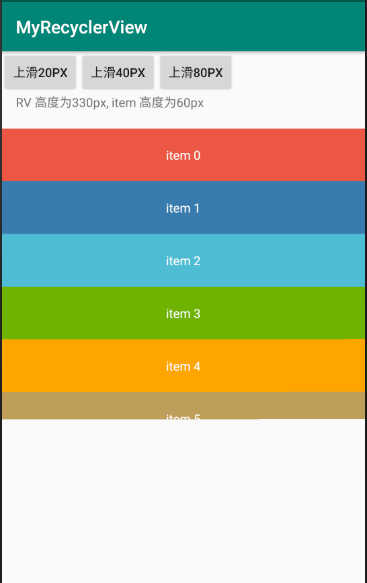 MyRecyclerView
上滑20PX 上滑40PX 上滑80PX
RV 高度为330px, item 高度为60px
item 0
item 1
item 2
item 3
item 4
item 5